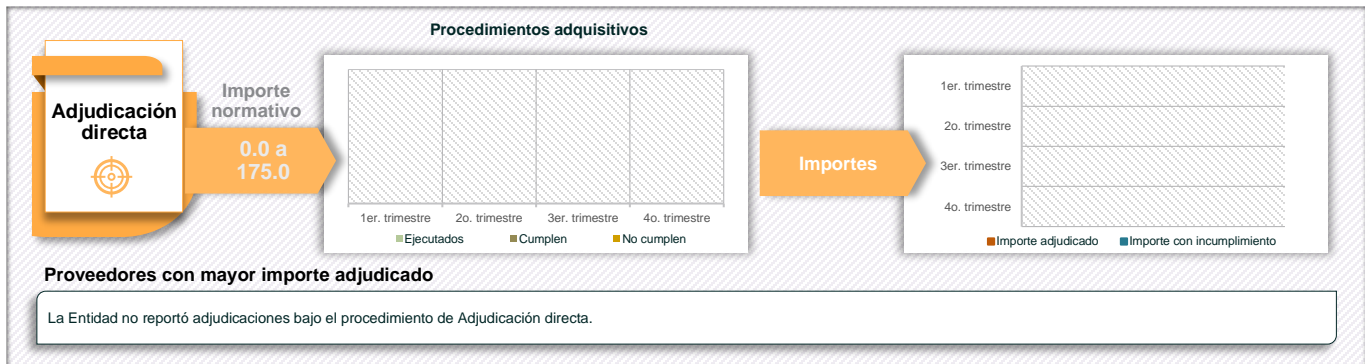 Procedimientos adquisitivos
Adjudicación
directa
Importe
normativo
0.0 a
175.0
1er. trimestre 2o. trimestre 3er. trimestre 4o. trimestre
Ejecutados Cumplen No cumplen
Importes
1er. trimestre
2o. trimestre
3er. trimestre
4o. trimestre
Importe adjudicado Importe con incumplimiento
Proveedores con mayor importe adjudicado
La Entidad no reportó adjudicaciones bajo el procedimiento de Adjudicación directa.